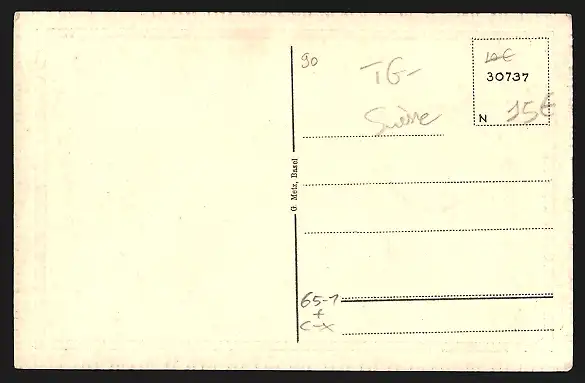 90
TG-
Suisse
10€
30737
N
15€
G. Metz, Basel
65-1
+
C-X